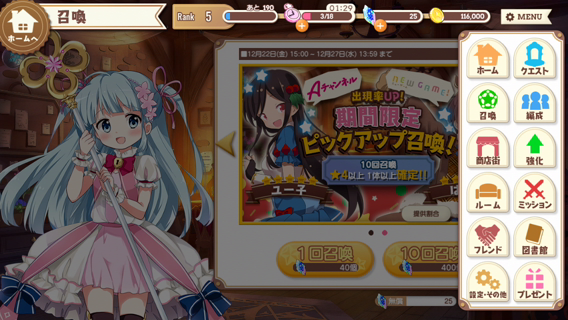 召喚
Rank 5
あと 190
01:29
3/18
25
116,000
MENU
ホームへ
■12月22日(金) 15:00 ~ 12月27日(水) 13:59 まで
Aチャンネル
NEW GAME!
出現率UP!
期間限定
ピックアップ召喚!
10回召喚
★4以上 1体以上確定!!
ユー子
提供割合
1回召喚
40個
10回召喚
無償
25
ホーム
クエスト
召喚
編成
商店街
強化
ルーム
ミッション
フレンド
図書館
設定・その他
プレゼント